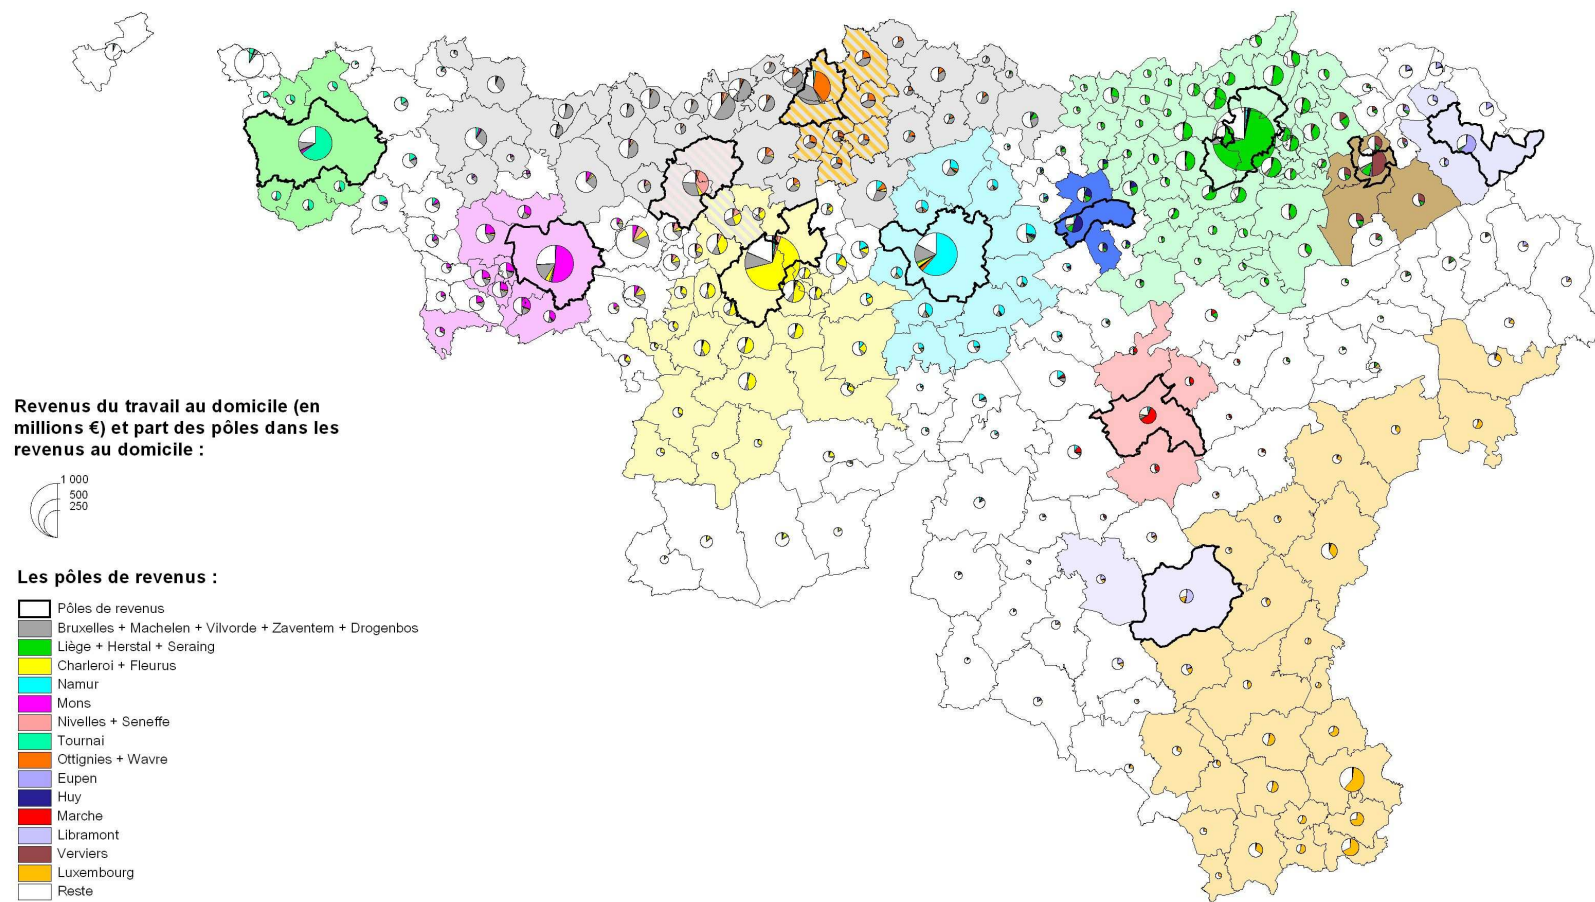 Revenus du travail au domicile (en
millions €) et part des pôles dans les
revenus au domicile :
1 000
500
250
Les pôles de revenus :
Pôles de revenus
Bruxelles + Machelen + Vilvorde + Zaventem + Drogenbos
Liège + Herstal + Seraing
Charleroi + Fleurus
Namur
Mons
Nivelles + Seneffe
Tournai
Ottignies + Wavre
Eupen
Huy
Marche
Libramont
Verviers
Luxembourg
Reste